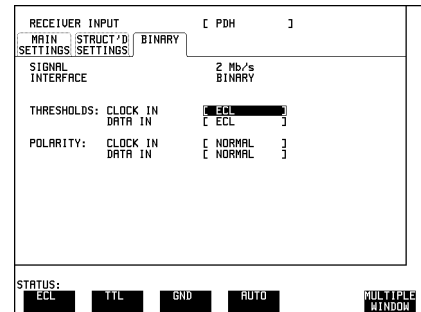 RECEIVER INPUT [ PDH ]
MAIN STRUCT'D BINARY
SETTINGS SETTINGS
SIGNAL 2 Mb/s
INTERFACE BINARY
THRESHOLDS: CLOCK IN [ ECL ]
DATA IN [ ECL ]
POLARITY: CLOCK IN [ NORMAL ]
DATA IN [ NORMAL ]
STATUS:
ECL TTL GND AUTO MULTIPLE
WINDOW